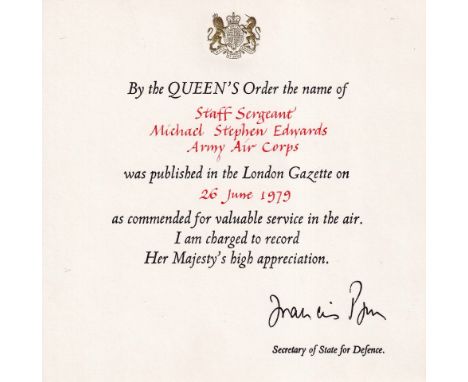 By the QUEEN'S Order the name of
Staff Sergeant
Michael Stephen Edwards
Army Air Corps
was published in the London Gazette on
26 June 1979
as commended for valuable service in the air.
I am charged to record
Her Majesty's high appreciation.
Francis Pym
Secretary of State for Defence.